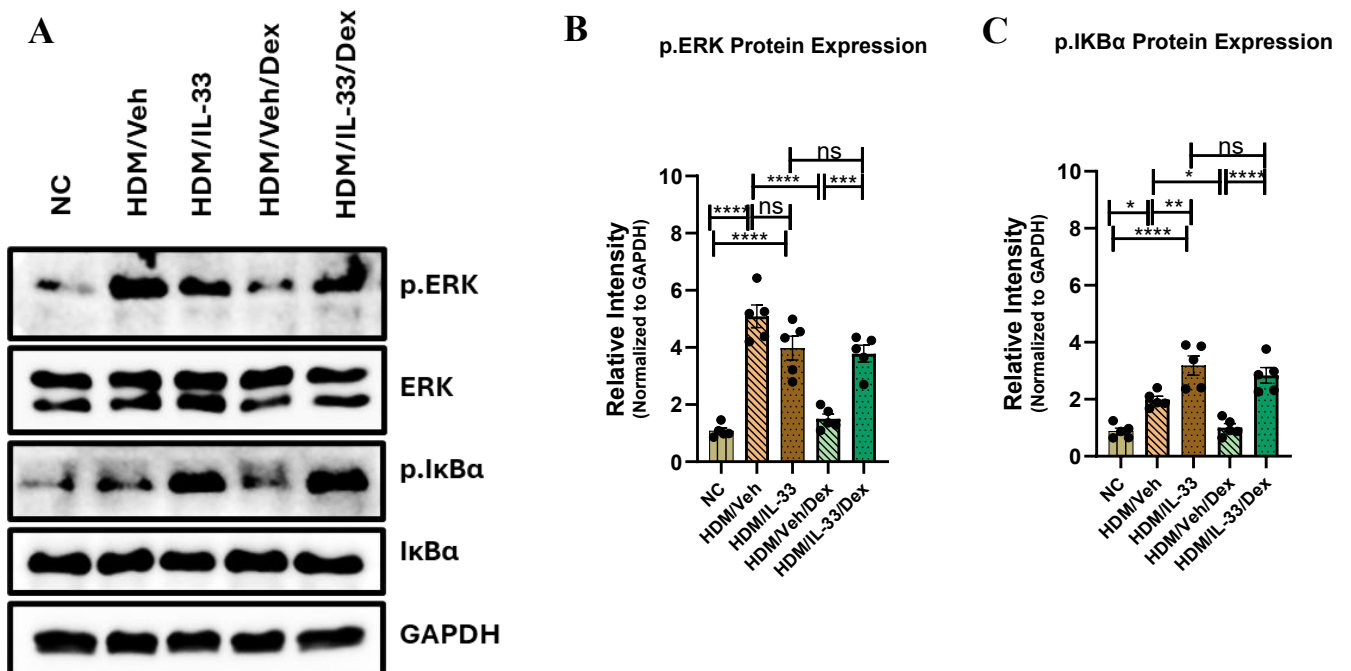 A
NC
HDM/Veh
HDM/IL-33
HDM/Veh/Dex
HDM/IL-33/Dex
p.ERK
ERK
p.IκBα
IκBα
GAPDH
B
p.ERK Protein Expression
Relative Intensity
(Normalized to GAPDH)
10
8
6
4
2
0
ns
**** ***
**** ns
****
NC
HDM/Veh
HDM/IL-33
HDM/Veh/Dex
HDM/IL-33/Dex
C
p.IKBα Protein Expression
Relative Intensity
(Normalized to GAPDH)
10
8
6
4
2
0
ns
* ****
* **
****
NC
HDM/Veh
HDM/IL-33
HDM/Veh/Dex
HDM/IL-33/Dex